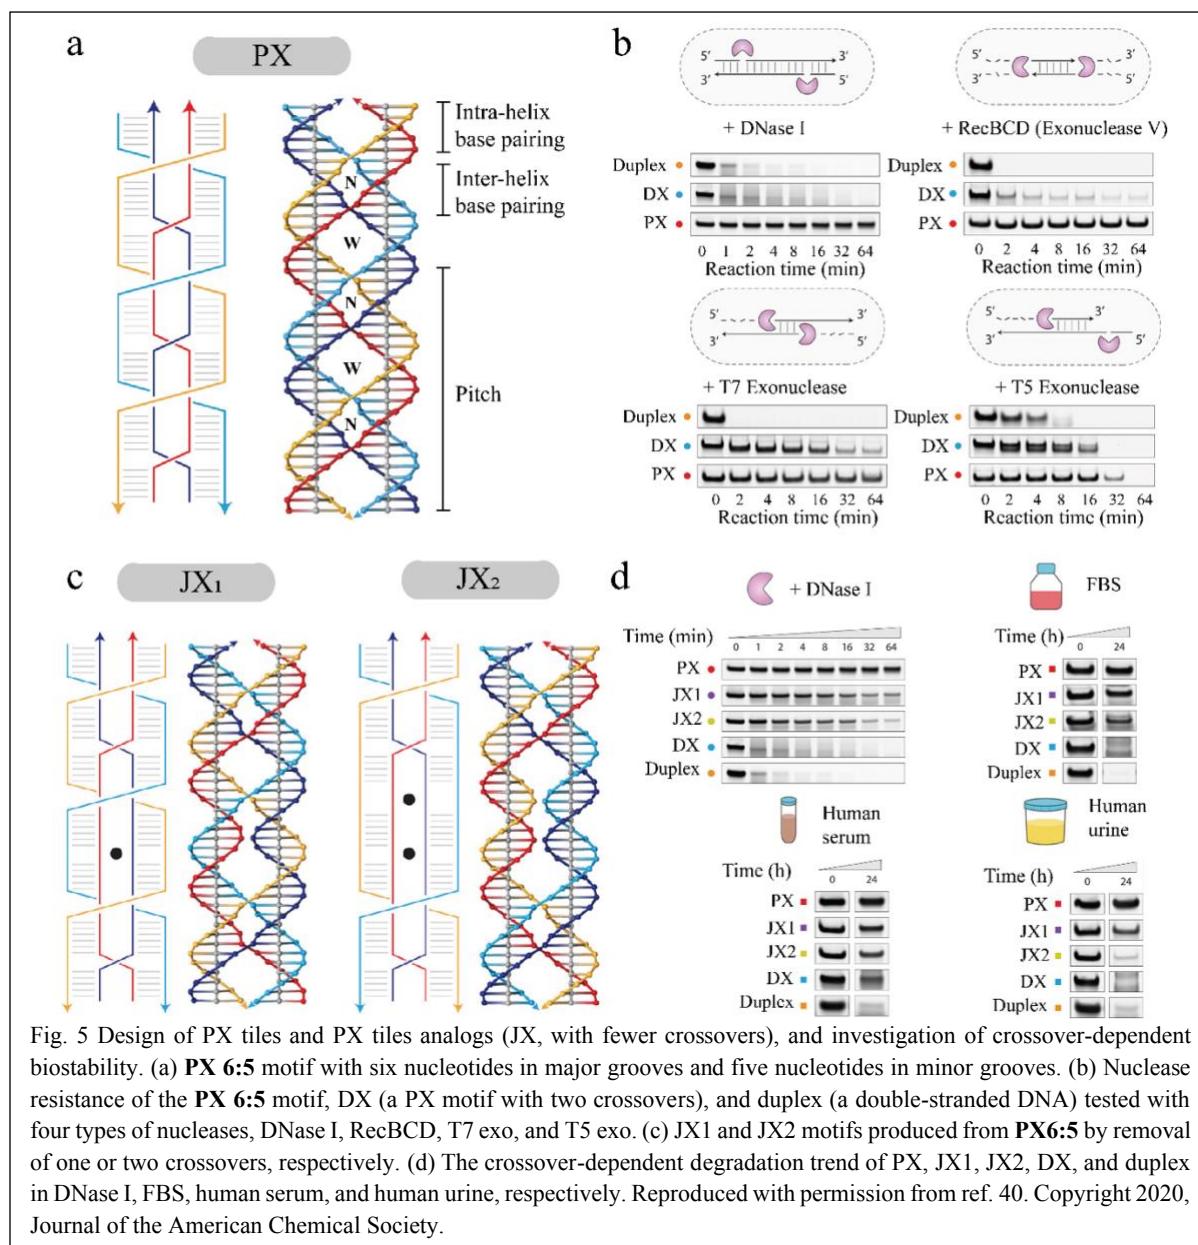 a
PX
Intra-helix
base pairing
Inter-helix
base pairing
N
W
N
W
N
Pitch
b
5′ 3′
3′ 5′
+ DNase I
Duplex
DX
PX
0 1 2 4 8 16 32 64
Reaction time (min)
5′ 3′
3′ 5′
+ RecBCD (Exonuclease V)
Duplex
DX
PX
0 2 4 8 16 32 64
Reaction time (min)
5′ 3′
3′ 5′
+ T7 Exonuclease
Duplex
DX
PX
0 2 4 8 16 32 64
Reaction time (min)
5′ 3′
3′ 5′
+ T5 Exonuclease
Duplex
DX
PX
0 2 4 8 16 32 64
Reaction time (min)
c
JX1
JX2
d
+ DNase I
Time (min) 0 1 2 4 8 16 32 64
PX
JX1
JX2
DX
Duplex
FBS
Time (h)
0 24
PX
JX1
JX2
DX
Duplex
Human
serum
Time (h)
0 24
PX
JX1
JX2
DX
Duplex
Human
urine
Time (h)
0 24
PX
JX1
JX2
DX
Duplex
Fig. 5 Design of PX tiles and PX tiles analogs (JX, with fewer crossovers), and investigation of crossover-dependent
biostability. (a) PX 6:5 motif with six nucleotides in major grooves and five nucleotides in minor grooves. (b) Nuclease
resistance of the PX 6:5 motif, DX (a PX motif with two crossovers), and duplex (a double-stranded DNA) tested with
four types of nucleases, DNase I, RecBCD, T7 exo, and T5 exo. (c) JX1 and JX2 motifs produced from PX6:5 by removal
of one or two crossovers, respectively. (d) The crossover-dependent degradation trend of PX, JX1, JX2, DX, and duplex
in DNase I, FBS, human serum, and human urine, respectively. Reproduced with permission from ref. 40. Copyright 2020,
Journal of the American Chemical Society.